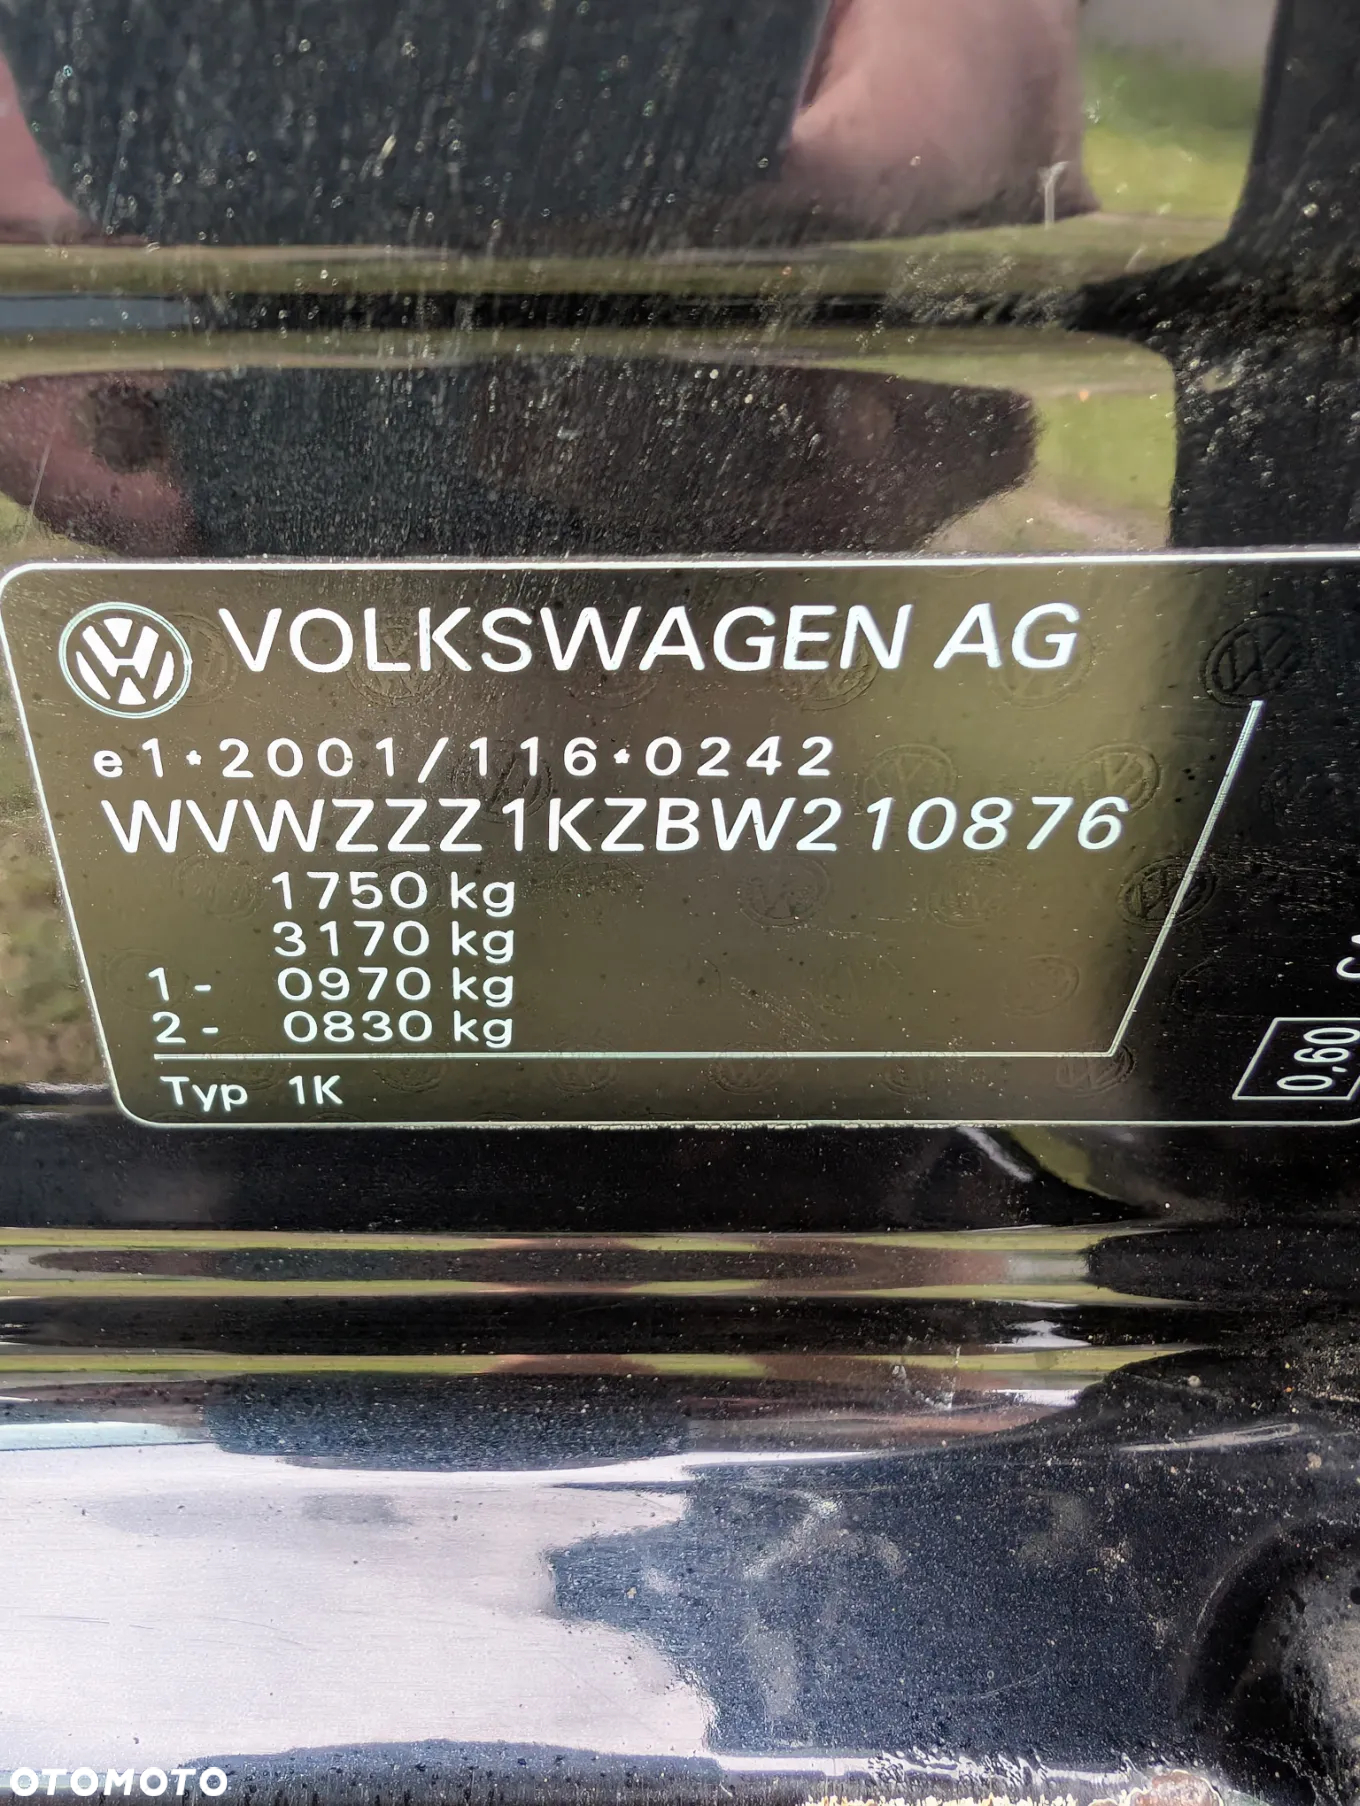 VOLKSWAGEN AG
e1*2001/116*0242
WVWZZZ1KZBW210876
1750 kg
3170 kg
1- 0970 kg
2- 0830 kg
Typ 1K
0,60
OTOMOTO